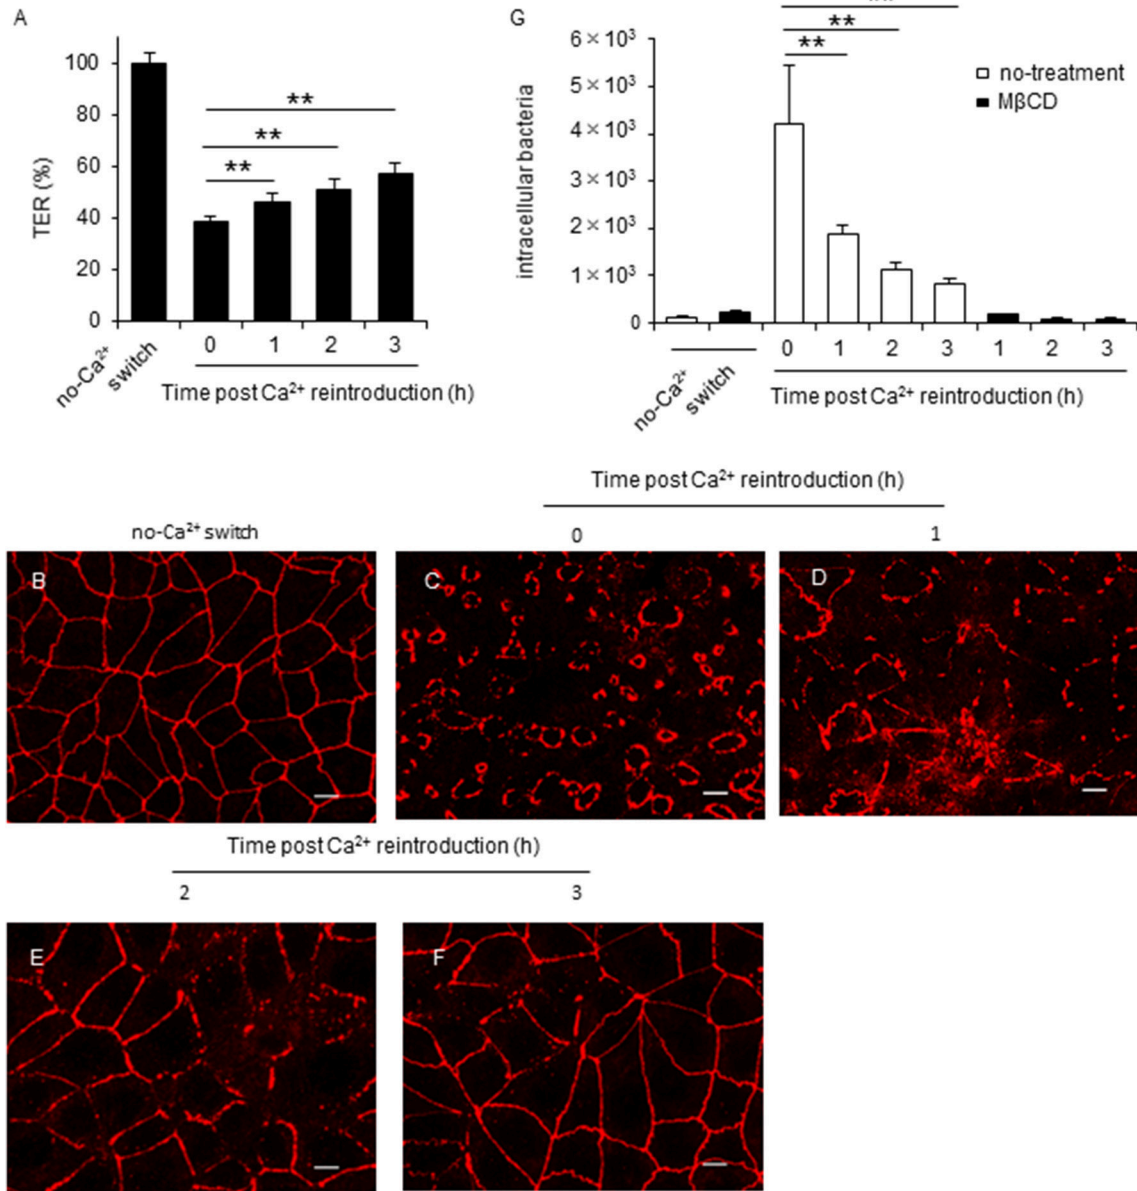 A
TER (%)
100
80
60
40
20
0
**
**
**
no-Ca²⁺
switch
0 1 2 3
Time post Ca²⁺ reintroduction (h)
G
intracellular bacteria
6 × 10³
5 × 10³
4 × 10³
3 × 10³
2 × 10³
1 × 10³
0
**
**
no-treatment
MβCD
no-Ca²⁺
switch
0 1 2 3 1 2 3
Time post Ca²⁺ reintroduction (h)
Time post Ca²⁺ reintroduction (h)
no-Ca²⁺ switch
0
1
B
C
D
Time post Ca²⁺ reintroduction (h)
2
3
E
F